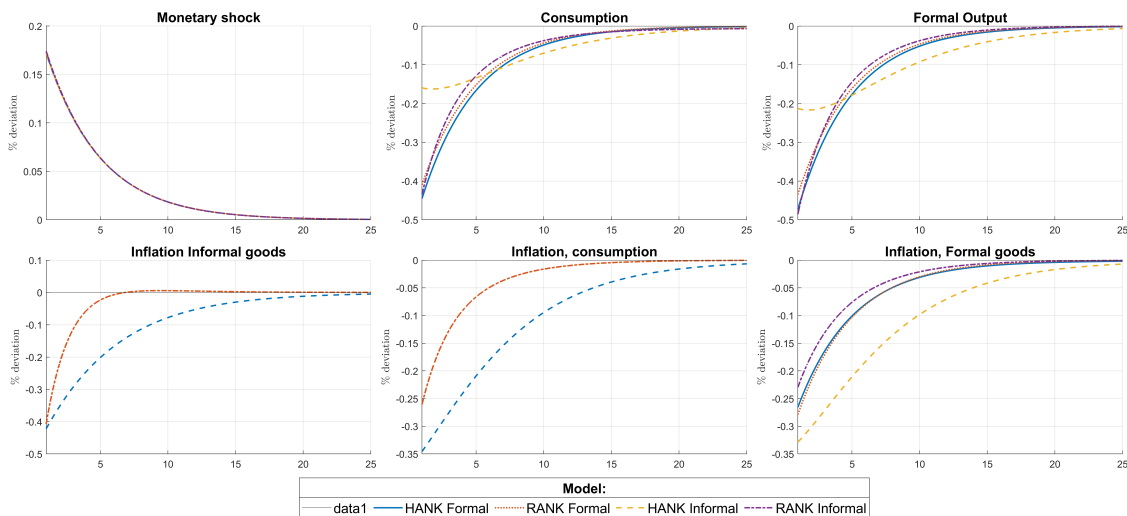 Monetary shock
% deviation
0.2
0.15
0.1
0.05
0
5 10 15 20 25
Consumption
% deviation
0
-0.1
-0.2
-0.3
-0.4
-0.5
5 10 15 20 25
Formal Output
% deviation
0
-0.1
-0.2
-0.3
-0.4
-0.5
5 10 15 20 25
Inflation Informal goods
% deviation
0.1
0
-0.1
-0.2
-0.3
-0.4
-0.5
5 10 15 20 25
Inflation, consumption
% deviation
0
-0.05
-0.1
-0.15
-0.2
-0.25
-0.3
-0.35
5 10 15 20 25
Inflation, Formal goods
% deviation
0
-0.05
-0.1
-0.15
-0.2
-0.25
-0.3
-0.35
5 10 15 20 25
Model:
data1 HANK Formal RANK Formal HANK Informal RANK Informal